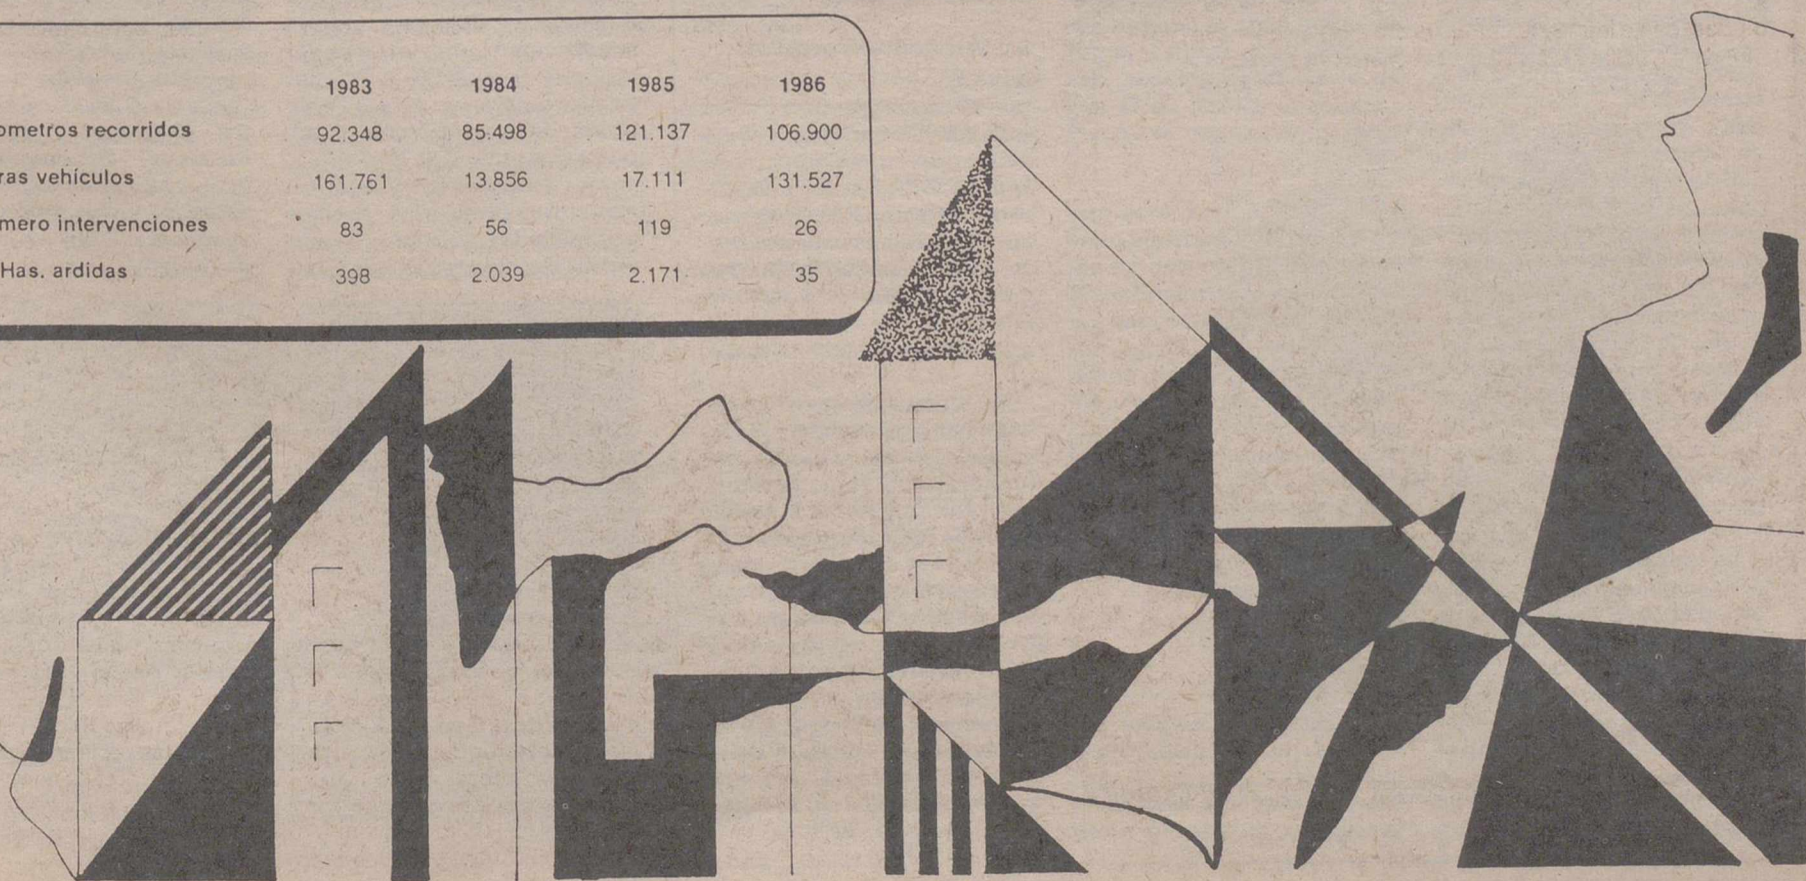 1983 1984 1985 1986
ometros recorridos 92.348 85.498 121.137 106.900
ras vehículos 161.761 13.856 17.111 131.527
mero intervenciones 83 56 119 26
Has. ardidas 398 2.039 2.171 35